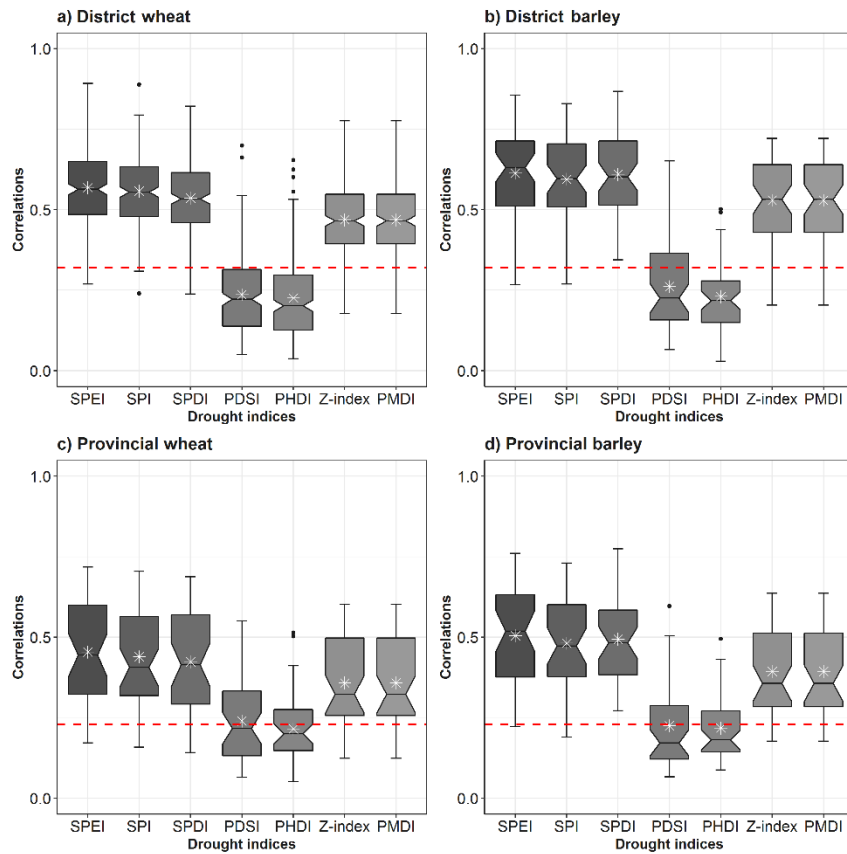 a) District wheat
1.0
0.5
0.0
Correlations
SPEI SPI SPDI PDSI PHDI Z-index PMDI
Drought indices
b) District barley
1.0
0.5
0.0
Correlations
SPEI SPI SPDI PDSI PHDI Z-index PMDI
Drought indices
c) Provincial wheat
1.0
0.5
0.0
Correlations
SPEI SPI SPDI PDSI PHDI Z-index PMDI
Drought indices
d) Provincial barley
1.0
0.5
0.0
Correlations
SPEI SPI SPDI PDSI PHDI Z-index PMDI
Drought indices